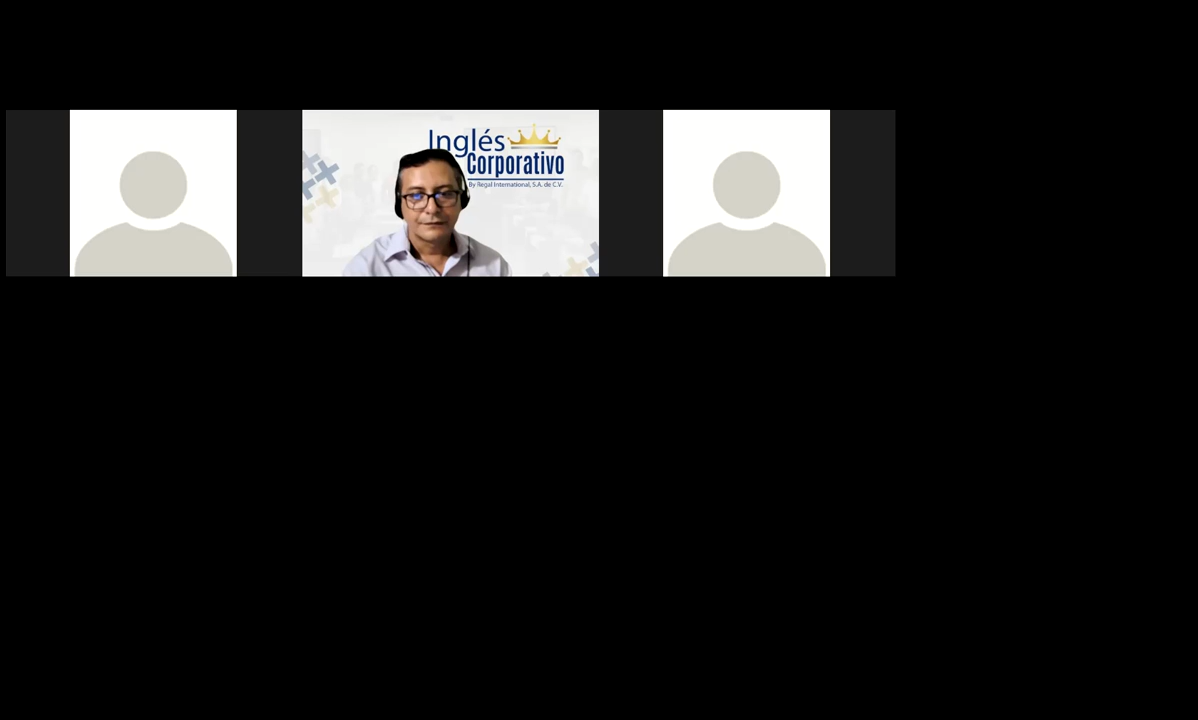 Inglés
Corporativo
By Regal International, S.A. de C.V.